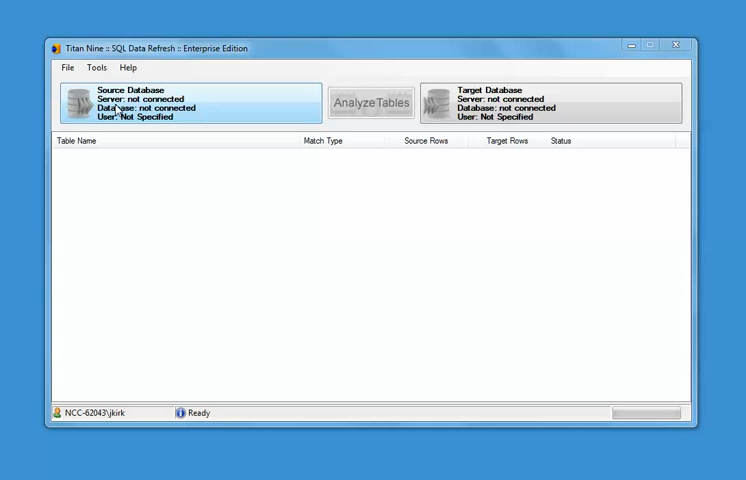 Titan Nine :: SQL Data Refresh :: Enterprise Edition
File Tools Help
Source Database
Server: not connected
Database: not connected
User: Not Specified
Analyze Tables
Target Database
Server: not connected
Database: not connected
User: Not Specified
Table Name Match Type Source Rows Target Rows Status
NCC-62043\jkirk Ready